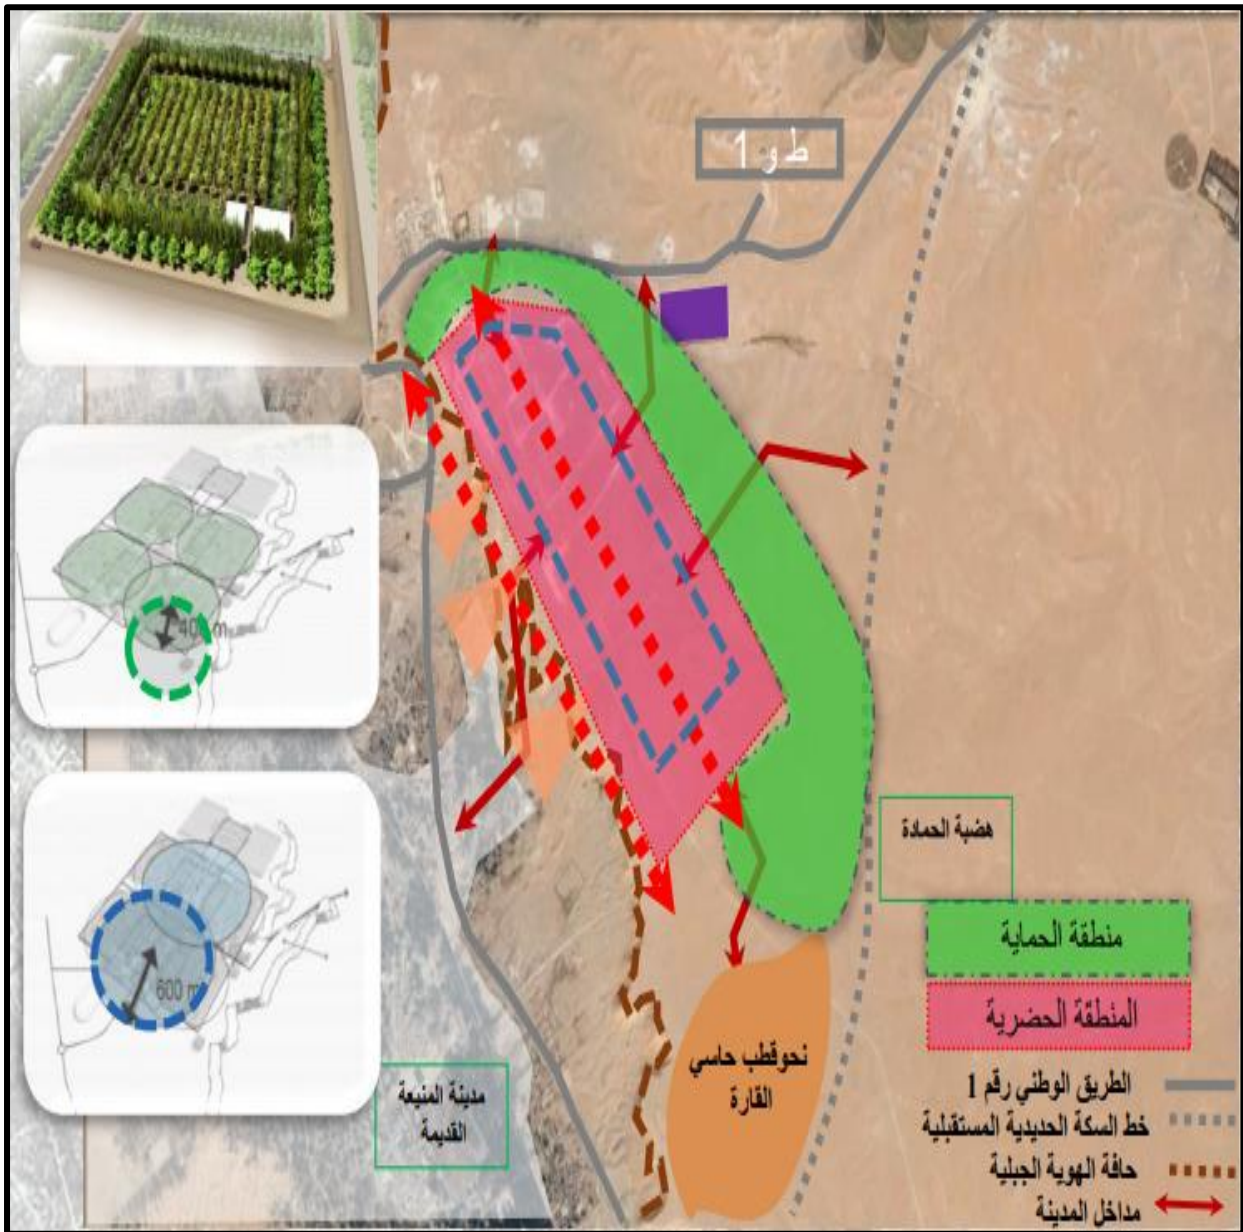 ط و 1
400 m
600 m
هضبة الحمادة
منطقة الحماية
المنطقة الحضرية
نحوقطب حاسي
القارة
مدينة المنيعة
القديمة
الطريق الوطني رقم 1
خط السكة الحديدية المستقبلية
حافة الهوية الجبلية
مداخل المدينة